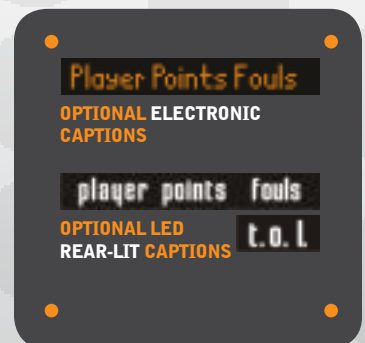 Player Points Fouls
OPTIONAL ELECTRONIC
CAPTIONS
player points fouls
OPTIONAL LED
REAR-LIT CAPTIONS
t.o.l